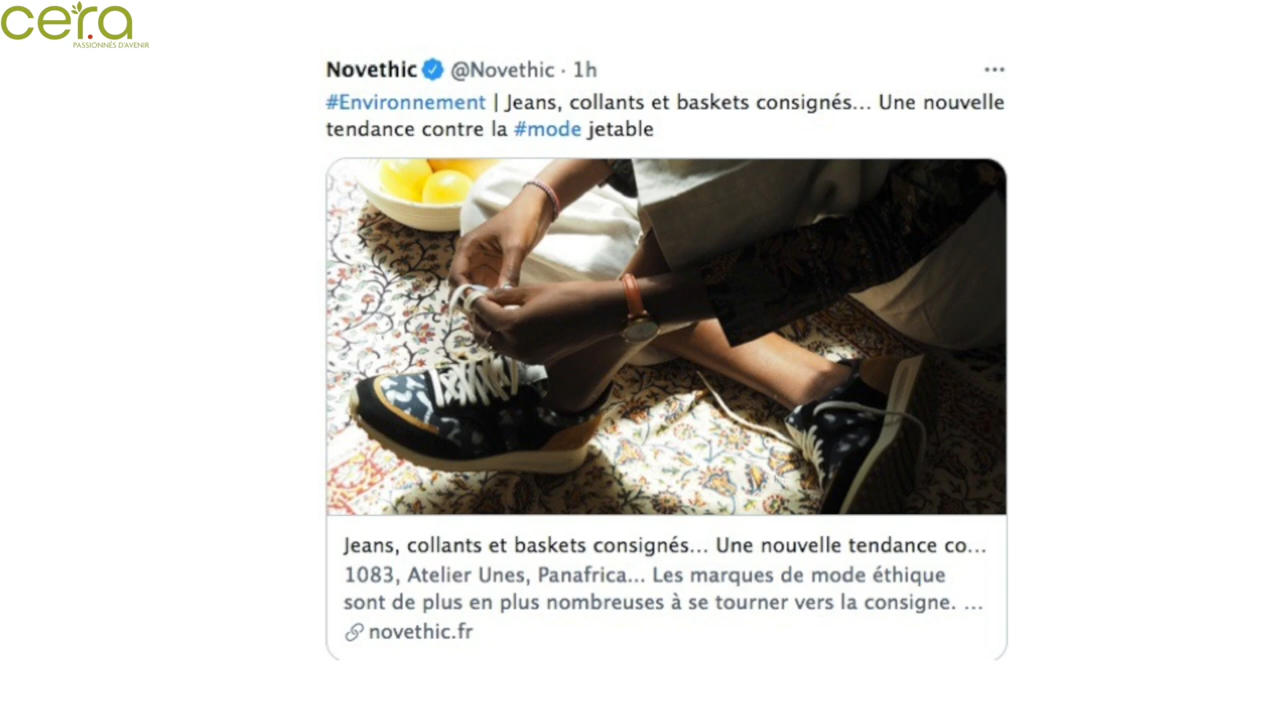 cera
PASSIONNÉS D'AVENIR
Novethic @Novethic · 1h
#Environnement | Jeans, collants et baskets consignés... Une nouvelle
tendance contre la #mode jetable
Jeans, collants et baskets consignés... Une nouvelle tendance co...
1083, Atelier Unes, Panafrica... Les marques de mode éthique
sont de plus en plus nombreuses à se tourner vers la consigne. ...
novethic.fr